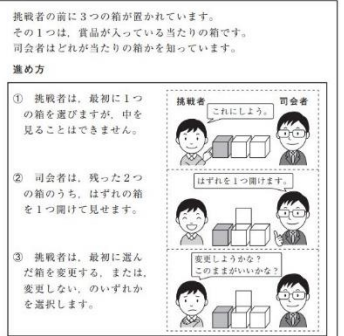 挑戦者の前に３つの箱が置かれています。
その１つは，賞品が入っている当たりの箱です。
司会者はどれが当たりの箱かを知っています。
進め方
① 挑戦者は，最初に１つ
の箱を選びますが，中を
見ることはできません。
挑戦者
司会者
これにしよう。
② 司会者は，残った２つ
の箱のうち，はずれの箱
を１つ開けて見せます。
はずれを１つ開けます。
③ 挑戦者は，最初に選ん
だ箱を変更する，または，
変更しない，のいずれか
を選択します。
変更しようかな？
このままがいいかな？